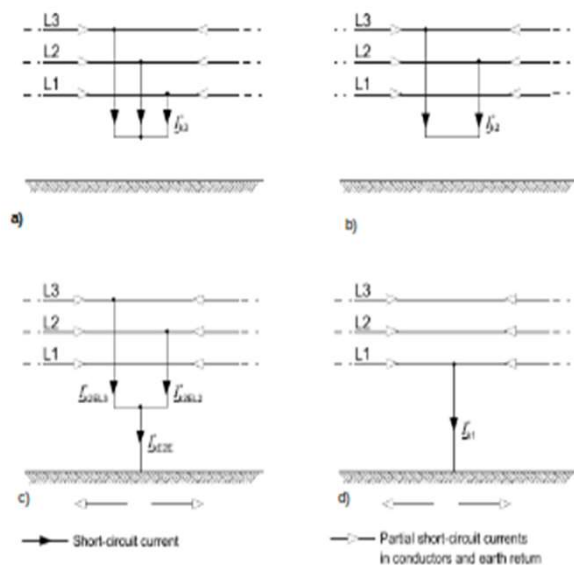 L3
L2
L1
a)
L3
L2
L1
b)
L3
L2
L1
c)
L3
L2
L1
d)
Short-circuit current
Partial short-circuit currents
in conductors and earth return